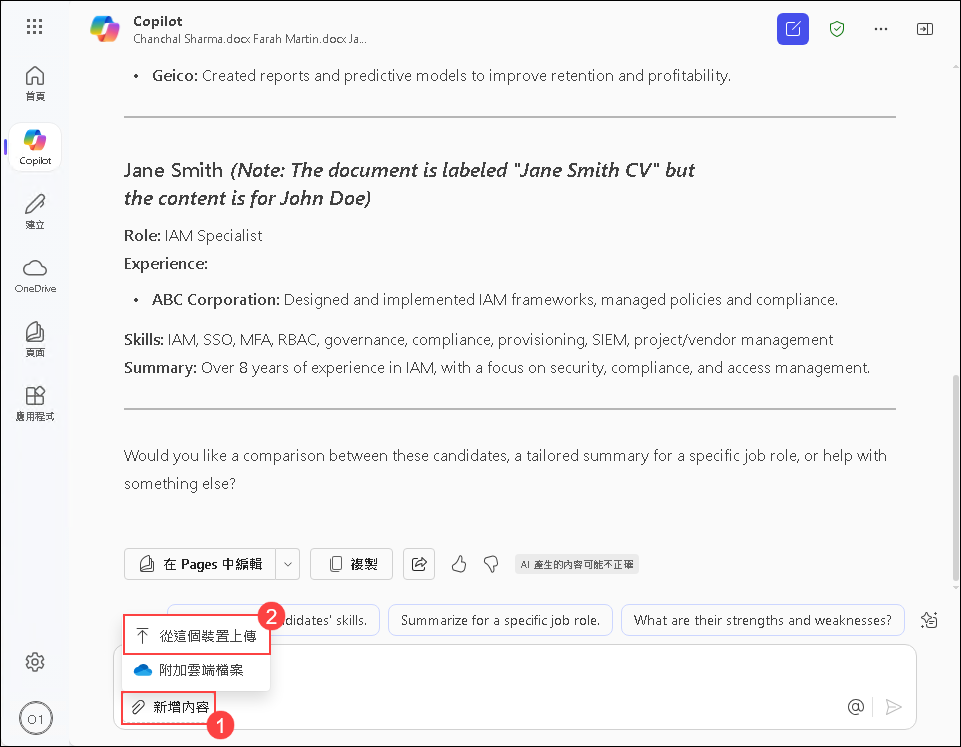 Copilot
Chanchal Sharma.docx Farah Martin.docx Ja...
首頁
Copilot
建立
OneDrive
頁面
應用程式
O1
• Geico: Created reports and predictive models to improve retention and profitability.
Jane Smith (Note: The document is labeled "Jane Smith CV" but
the content is for John Doe)
Role: IAM Specialist
Experience:
• ABC Corporation: Designed and implemented IAM frameworks, managed policies and compliance.
Skills: IAM, SSO, MFA, RBAC, governance, compliance, provisioning, SIEM, project/vendor management
Summary: Over 8 years of experience in IAM, with a focus on security, compliance, and access management.
Would you like a comparison between these candidates, a tailored summary for a specific job role, or help with
something else?
在 Pages 中編輯
複製
AI 產生的內容可能不正確
skills.
Summarize for a specific job role.
What are their strengths and weaknesses?
2
從這個裝置上傳
附加雲端檔案
新增內容
1
@